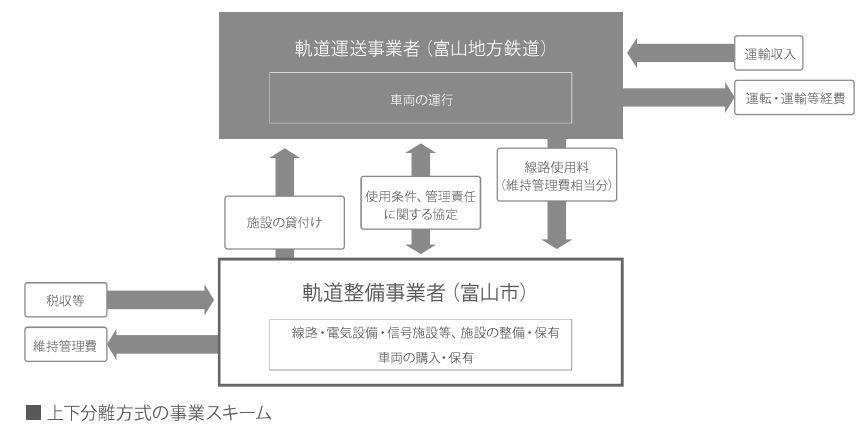 軌道運送事業者（富山地方鉄道）
車両の運行
運輸収入
運転・運輸等経費
施設の貸付け
使用条件、管理責任
に関する協定
線路使用料
（維持管理費相当分）
税収等
維持管理費
軌道整備事業者（富山市）
線路・電気設備・信号施設等、施設の整備・保有
車両の購入・保有
■ 上下分離方式の事業スキーム